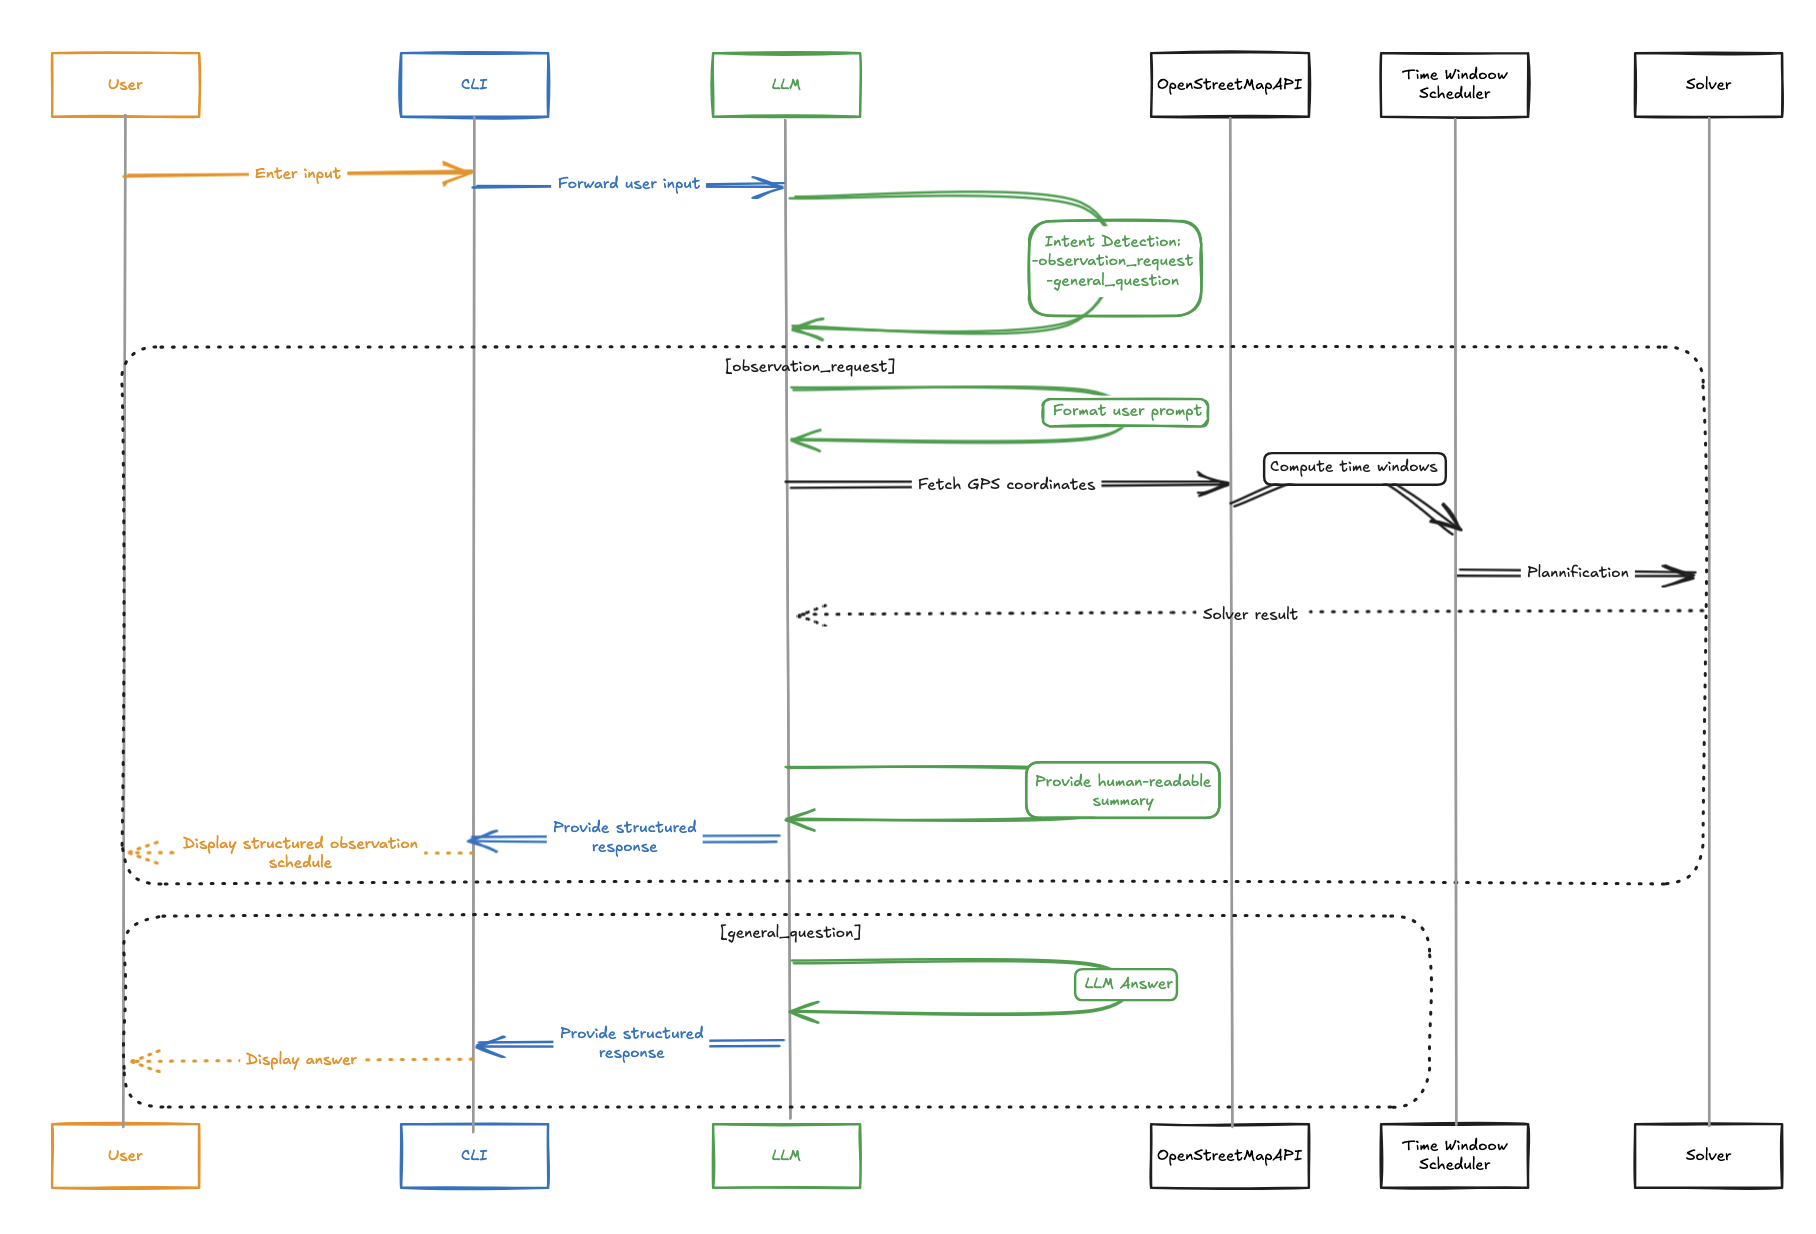 User
CLI
LLM
OpenStreetMapAPI
Time Windoow
Scheduler
Solver
Enter input
Forward user input
Intent Detection:
-observation_request
-general_question
[observation_request]
Format user prompt
Compute time windows
Fetch GPS coordinates
Plannification
Solver result
Provide human-readable
summary
Provide structured
response
Display structured observation
schedule
[general_question]
LLM Answer
Provide structured
response
Display answer
User
CLI
LLM
OpenStreetMapAPI
Time Windoow
Scheduler
Solver